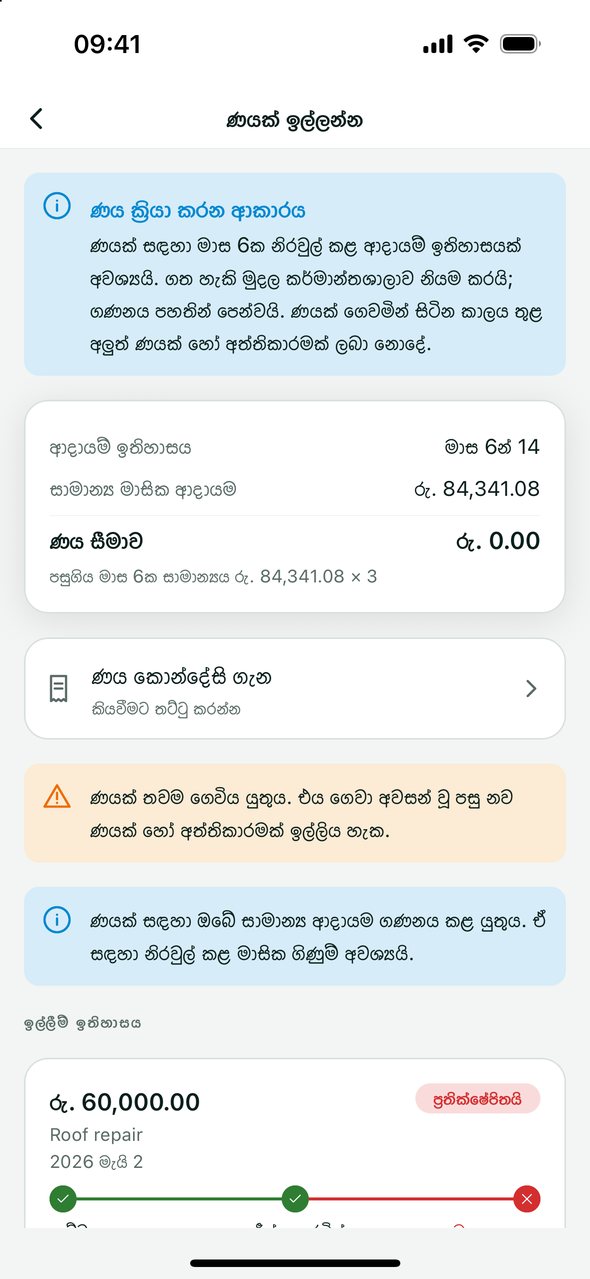 09:41
ණයක් ඉල්ලන්න
ණය ක්‍රියා කරන ආකාරය
ණයක් සඳහා මාස 6ක නිරවුල් කළ ආදායම් ඉතිහාසයක්
අවශ්‍යයි. ගත හැකි මුදල කර්මාන්තශාලාව නියම කරයි;
ගණනය පහතින් පෙන්වයි. ණයක් ගෙවමින් සිටින කාලය තුළ
අලුත් ණයක් හෝ අත්තිකාරමක් ලබා නොදේ.
ආදායම් ඉතිහාසය මාස 6න් 14
සාමාන්‍ය මාසික ආදායම රු. 84,341.08
ණය සීමාව රු. 0.00
පසුගිය මාස 6ක සාමාන්‍යය රු. 84,341.08 × 3
ණය කොන්දේසි ගැන
කියවීමට තට්ටු කරන්න
ණයක් තවම ගෙවිය යුතුය. එය ගෙවා අවසන් වූ පසු නව
ණයක් හෝ අත්තිකාරමක් ඉල්ලිය හැක.
ණයක් සඳහා ඔබේ සාමාන්‍ය ආදායම ගණනය කළ යුතුය. ඒ
සඳහා නිරවුල් කළ මාසික ගිණුම් අවශ්‍යයි.
ඉල්ලීම් ඉතිහාසය
රු. 60,000.00 ප්‍රතික්ෂේපිතයි
Roof repair
2026 මැයි 2